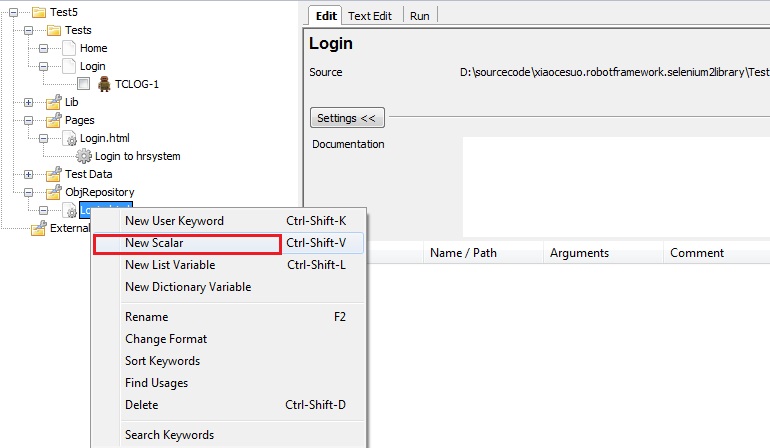 Test5
Tests
Home
Login
TCLOG-1
Lib
Pages
Login.html
Login to hrsystem
Test Data
ObjRepository
External
New User Keyword Ctrl-Shift-K
New Scalar Ctrl-Shift-V
New List Variable Ctrl-Shift-L
New Dictionary Variable
Rename F2
Change Format
Sort Keywords
Find Usages
Delete Ctrl-Shift-D
Search Keywords
Edit Text Edit Run
Login
Source D:\sourcecode\xiaocesuo.robotframework.selenium2library\Test
Settings <<
Documentation
Name / Path Arguments Comment